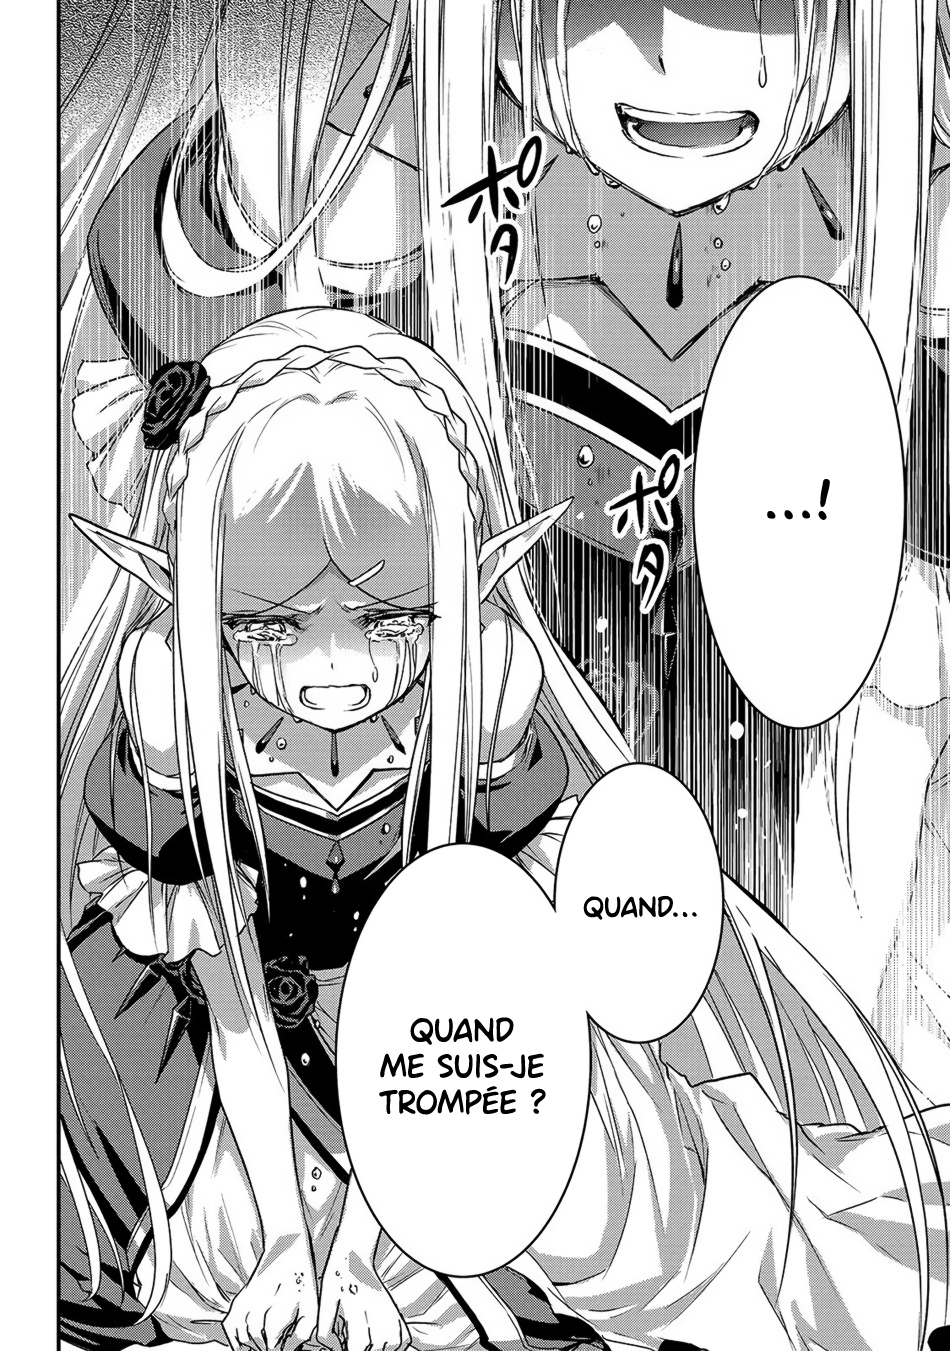 ポタ
…!
ポタ
QUAND…
QUAND
ME SUIS-JE
TROMPÉE ?